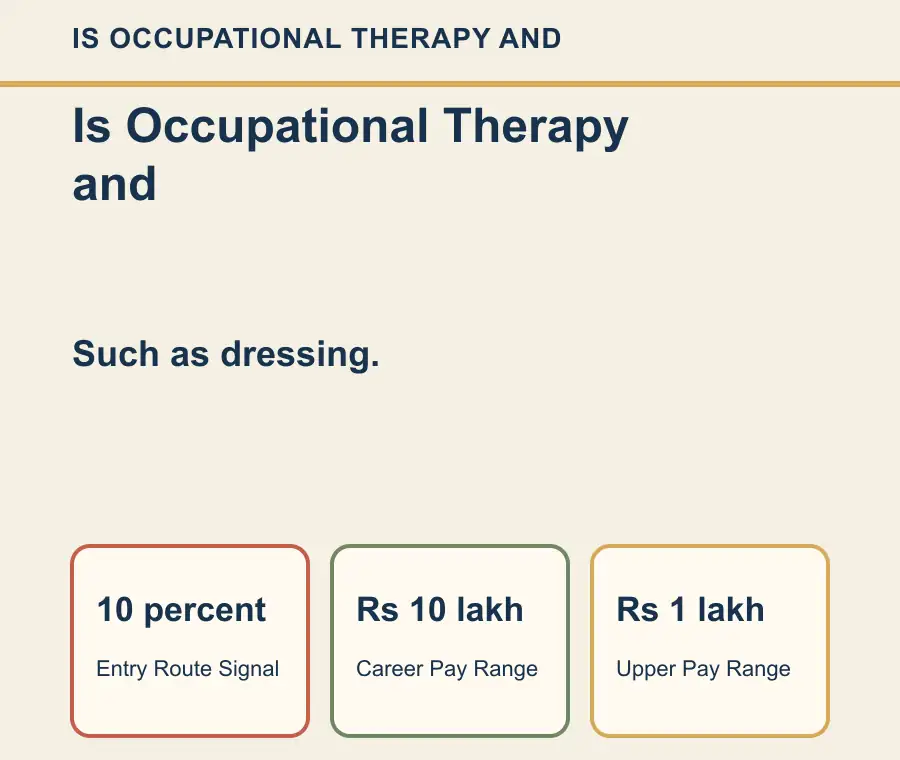 IS OCCUPATIONAL THERAPY AND
Is Occupational Therapy
and
Such as dressing.
10 percent
Entry Route Signal
Rs 10 lakh
Career Pay Range
Rs 1 lakh
Upper Pay Range